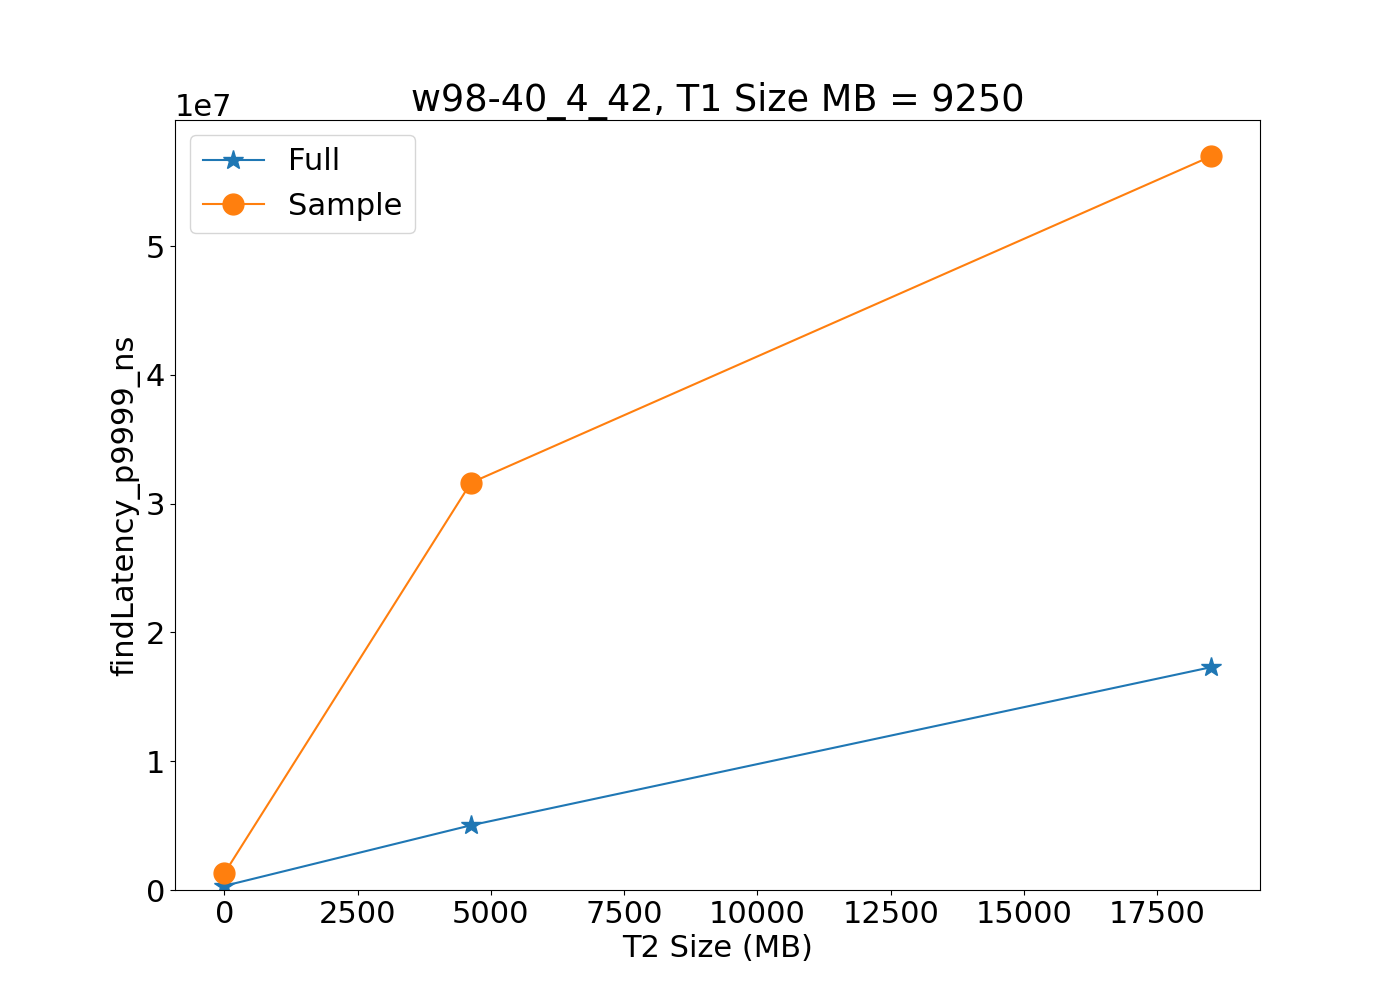 w98-40_4_42, T1 Size MB = 9250
1e7
Full
Sample
5
4
3
2
1
0
findLatency_p9999_ns
0 2500 5000 7500 10000 12500 15000 17500
T2 Size (MB)